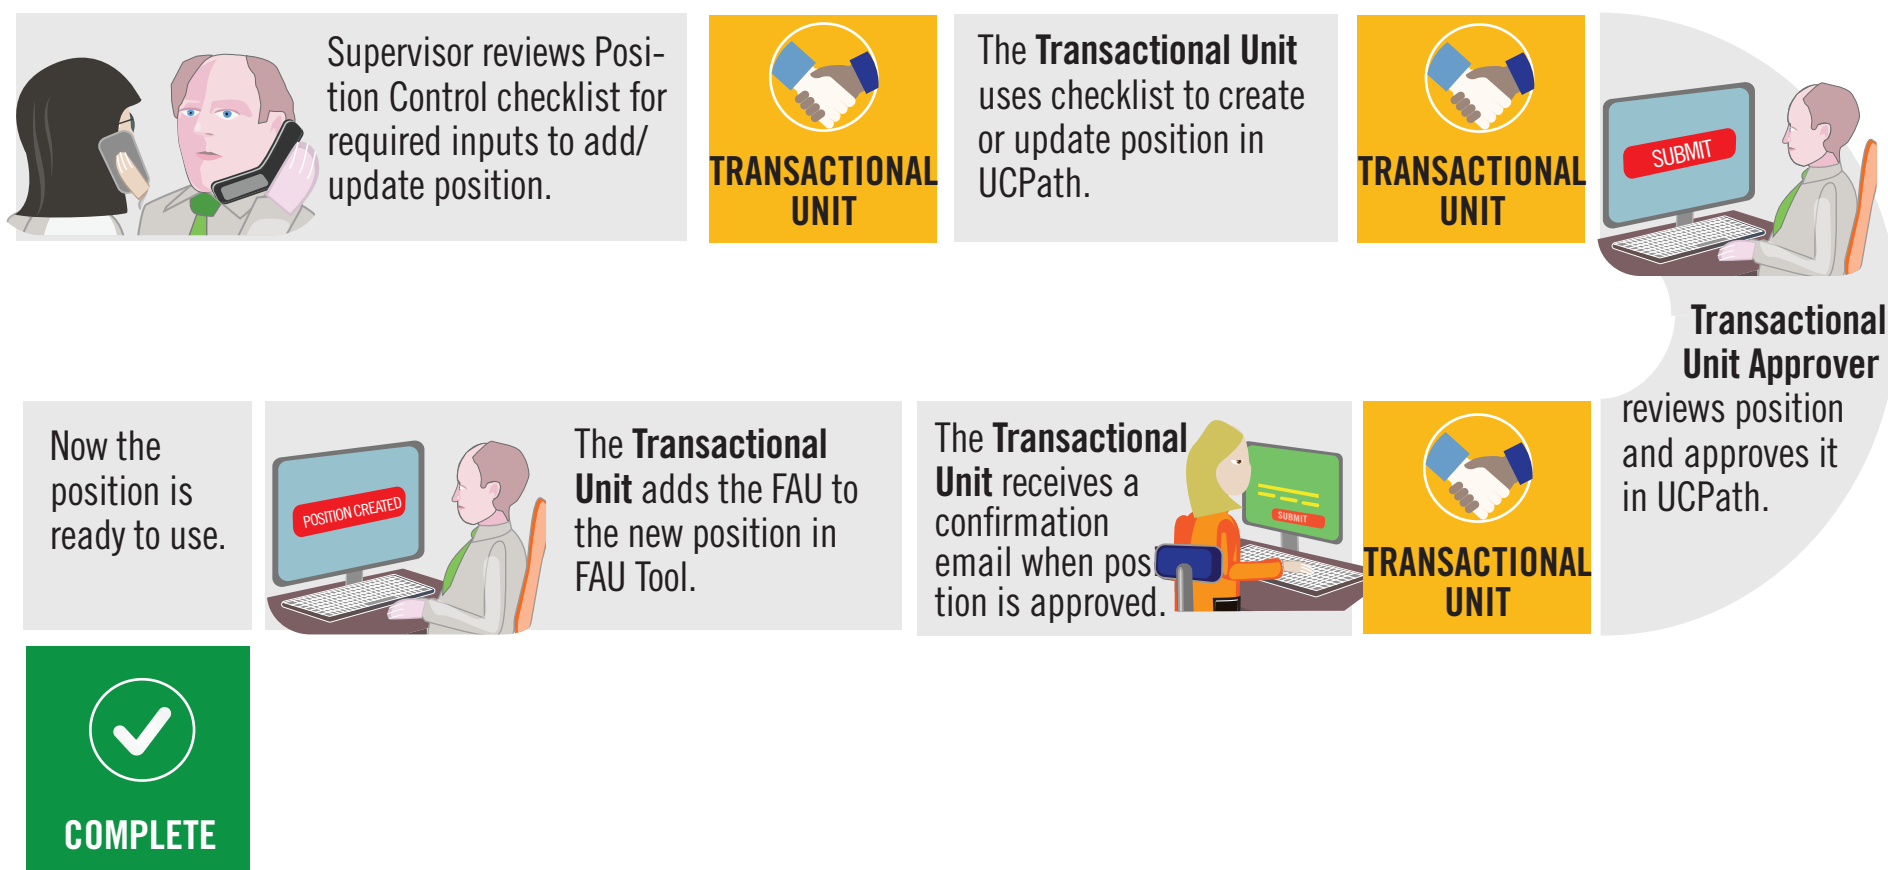 Supervisor reviews Posi-
tion Control checklist for
required inputs to add/
update position.
TRANSACTIONAL
UNIT
The Transactional Unit
uses checklist to create
or update position in
UCPath.
TRANSACTIONAL
UNIT
SUBMIT
Transactional
Unit Approver
reviews position
and approves it
in UCPath.
TRANSACTIONAL
UNIT
The Transactional
Unit receives a
confirmation
email when pos
tion is approved.
SUBMIT
The Transactional
Unit adds the FAU to
the new position in
FAU Tool.
POSITION CREATED
Now the
position is
ready to use.
COMPLETE